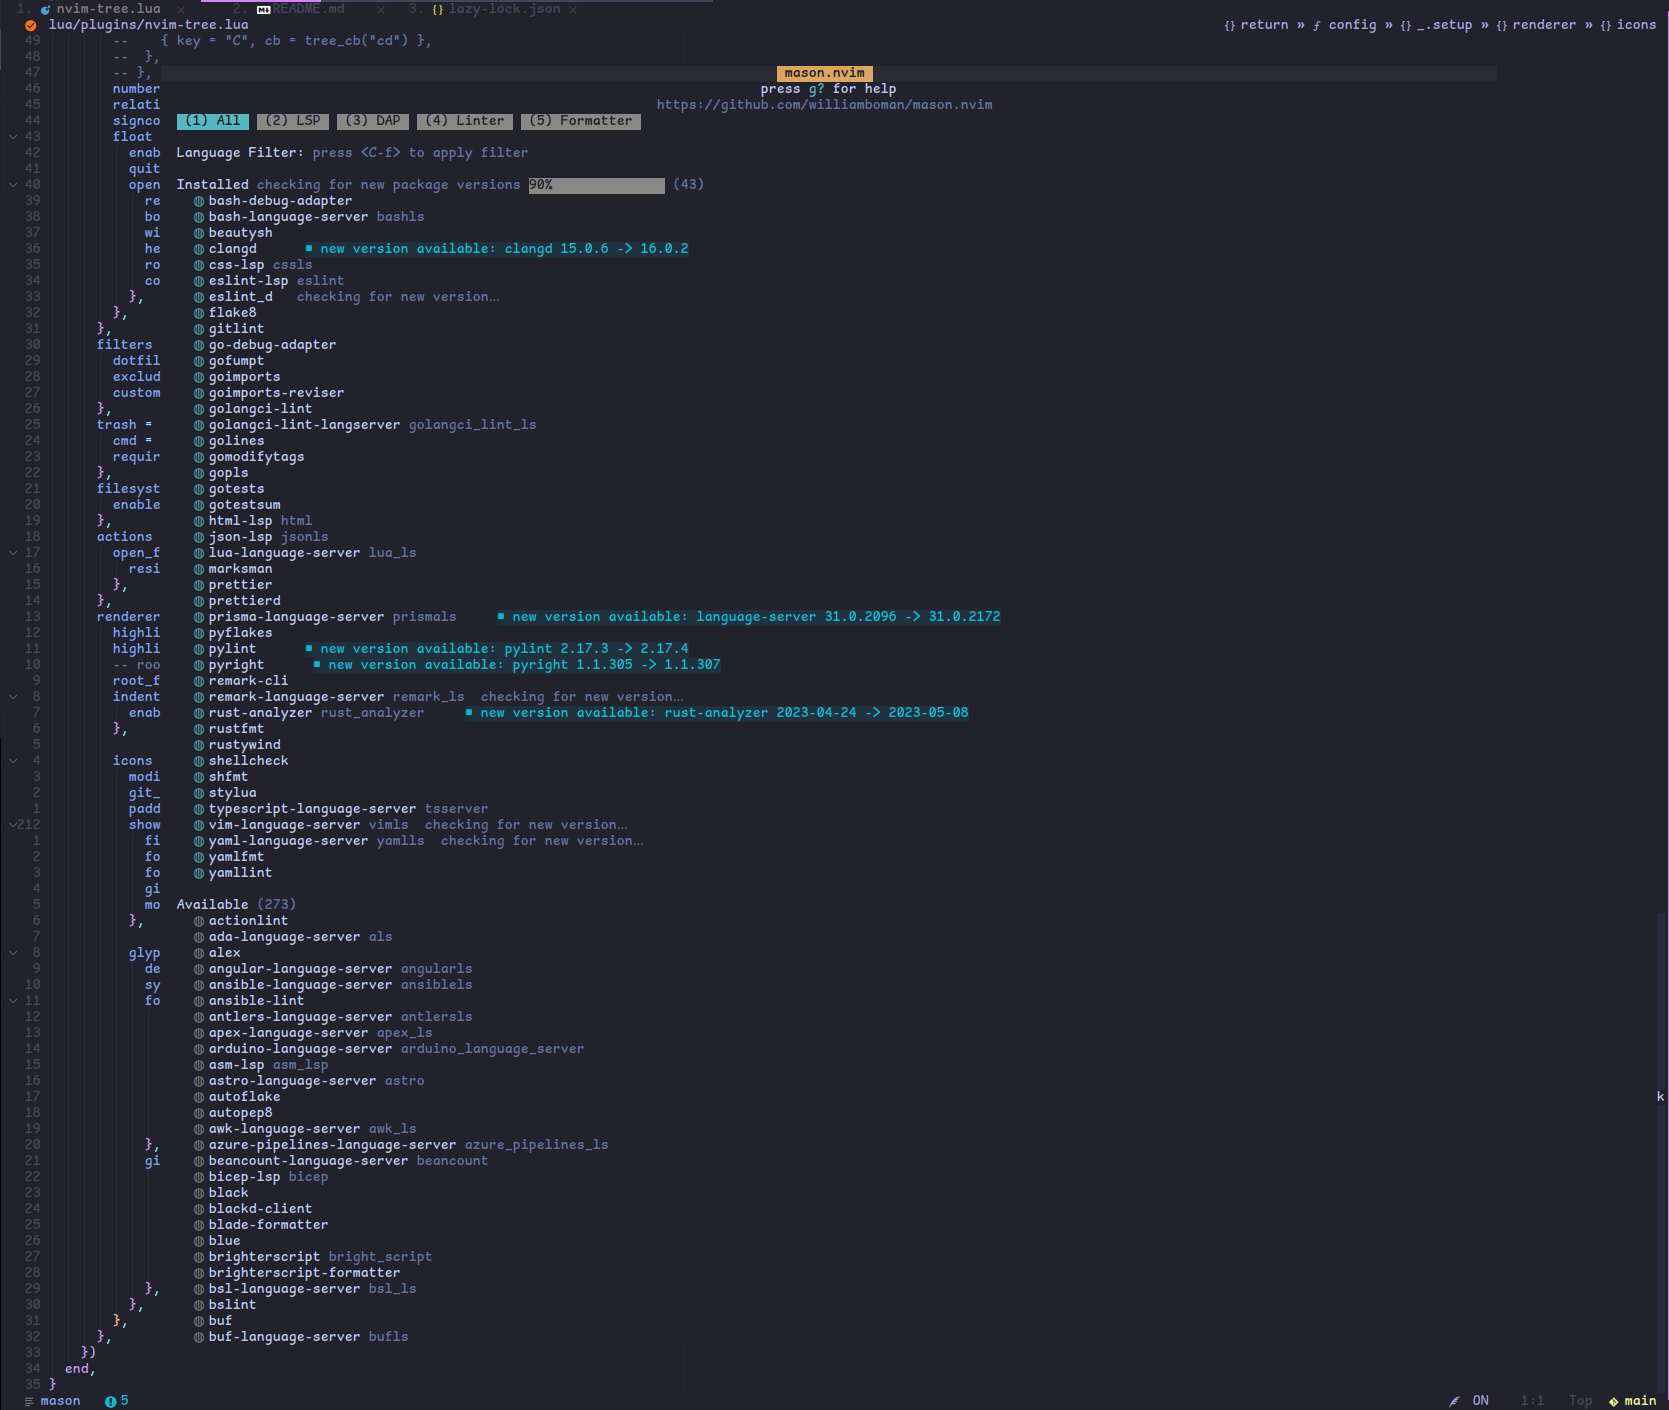 1. nvim-tree.lua × 2. README.md × 3. {} lazy-lock.json ×
lua/plugins/nvim-tree.lua {} return » ƒ config » {} _.setup » {} renderer » {} icons
49 -- { key = "C", cb = tree_cb("cd") },
48 -- },
47 -- }, mason.nvim
46 number press g? for help
45 relati https://github.com/williamboman/mason.nvim
44 signco (1) All (2) LSP (3) DAP (4) Linter (5) Formatter
43 float
42 enab Language Filter: press <C-f> to apply filter
41 quit
40 open Installed checking for new package versions 90% (43)
39 re bash-debug-adapter
38 bo bash-language-server bashls
37 wi beautysh
36 he clangd ■ new version available: clangd 15.0.6 -> 16.0.2
35 ro css-lsp cssls
34 co eslint-lsp eslint
33 }, eslint_d checking for new version…
32 }, flake8
31 }, gitlint
30 filters go-debug-adapter
29 dotfil gofumpt
28 exclud goimports
27 custom goimports-reviser
26 }, golangci-lint
25 trash = golangci-lint-langserver golangci_lint_ls
24 cmd = golines
23 requir gomodifytags
22 }, gopls
21 filesyst gotests
20 enable gotestsum
19 }, html-lsp html
18 actions json-lsp jsonls
17 open_f lua-language-server lua_ls
16 resi marksman
15 }, prettier
14 }, prettierd
13 renderer prisma-language-server prismals ■ new version available: language-server 31.0.2096 -> 31.0.2172
12 highli pyflakes
11 highli pylint ■ new version available: pylint 2.17.3 -> 2.17.4
10 -- roo pyright ■ new version available: pyright 1.1.305 -> 1.1.307
9 root_f remark-cli
8 indent remark-language-server remark_ls checking for new version…
7 enab rust-analyzer rust_analyzer ■ new version available: rust-analyzer 2023-04-24 -> 2023-05-08
6 }, rustfmt
5 rustywind
4 icons shellcheck
3 modi shfmt
2 git_ stylua
1 padd typescript-language-server tsserver
212 show vim-language-server vimls checking for new version…
1 fi yaml-language-server yamlls checking for new version…
2 fo yamlfmt
3 fo yamllint
4 gi
5 mo Available (273)
6 }, actionlint
7 ada-language-server als
8 glyp alex
9 de angular-language-server angularls
10 sy ansible-language-server ansiblels
11 fo ansible-lint
12 antlers-language-server antlersls
13 apex-language-server apex_ls
14 arduino-language-server arduino_language_server
15 asm-lsp asm_lsp
16 astro-language-server astro
17 autoflake k
18 autopep8
19 awk-language-server awk_ls
20 }, azure-pipelines-language-server azure_pipelines_ls
21 gi beancount-language-server beancount
22 bicep-lsp bicep
23 black
24 blackd-client
25 blade-formatter
26 blue
27 brighterscript bright_script
28 brighterscript-formatter
29 }, bsl-language-server bsl_ls
30 }, bslint
31 }, buf
32 }, buf-language-server bufls
33 })
34 end,
35 }
mason 5 ON 1:1 Top main